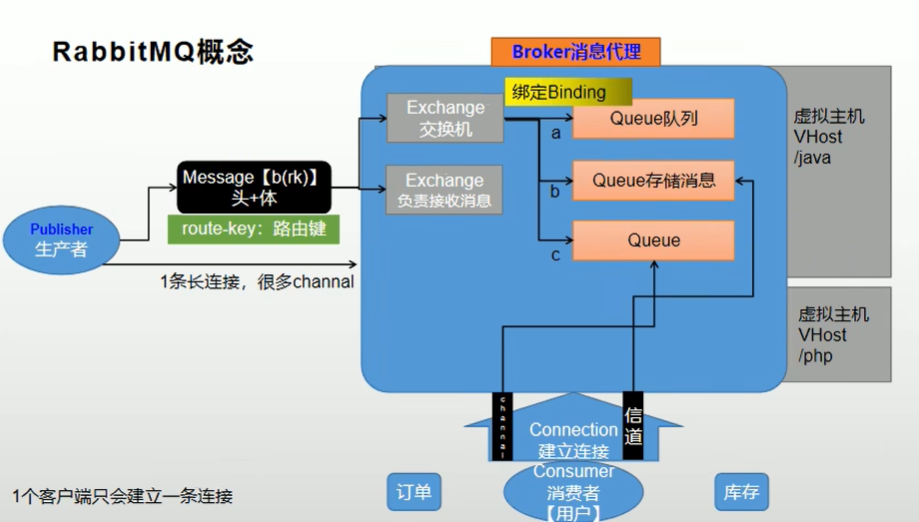 RabbitMQ概念
Broker消息代理
绑定Binding
Exchange
交换机
Queue队列
a
虚拟主机
VHost
/java
Message【b(rk)】
头+体
Exchange
负责接收消息
Queue存储消息
b
route-key：路由键
Publisher
生产者
Queue
c
1条长连接，很多channal
虚拟主机
VHost
/php
channal
信道
Connection
建立连接
Consumer
消费者
【用户】
订单
库存
1个客户端只会建立一条连接